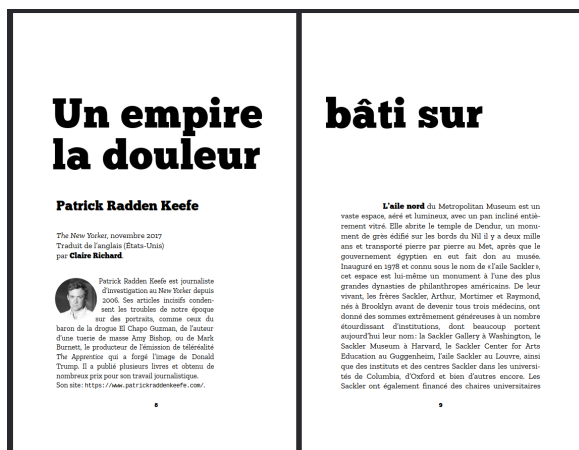 Un empire
la douleur
Patrick Radden Keefe
The New Yorker, novembre 2017
Traduit de l'anglais (États-Unis)
par Claire Richard.
Patrick Radden Keefe est journaliste
d'investigation au New Yorker depuis
2006. Ses articles incisifs conden-
sent les troubles de notre époque
sur des portraits, comme ceux du
baron de la drogue El Chapo Guzman, de l'auteur
d'une tuerie de masse Amy Bishop, ou de Mark
Burnett, le producteur de l'émission de téléréalité
The Apprentice qui a forgé l'image de Donald
Trump. Il a publié plusieurs livres et obtenu de
nombreux prix pour son travail journalistique.
Son site: https://www.patrickraddenkeefe.com/.
8
bâti sur
L'aile nord du Metropolitan Museum est un
vaste espace, aéré et lumineux, avec un pan incliné entiè-
rement vitré. Elle abrite le temple de Dendur, un monu-
ment de grès édifié sur les bords du Nil il y a deux mille
ans et transporté pierre par pierre au Met, après que le
gouvernement égyptien en eut fait don au musée.
Inauguré en 1978 et connu sous le nom de «l'aile Sackler»,
cet espace est lui-même un monument à l'une des plus
grandes dynasties de philanthropes américains. De leur
vivant, les frères Sackler, Arthur, Mortimer et Raymond,
nés à Brooklyn avant de devenir tous trois médecins, ont
donné des sommes extrêmement généreuses à un nombre
étourdissant d'institutions, dont beaucoup portent
aujourd'hui leur nom: la Sackler Gallery à Washington, le
Sackler Museum à Harvard, le Sackler Center for Arts
Education au Guggenheim, l'aile Sackler au Louvre, ainsi
que des instituts et des centres Sackler dans les universi-
tés de Columbia, d'Oxford et bien d'autres encore. Les
Sackler ont également financé des chaires universitaires
9